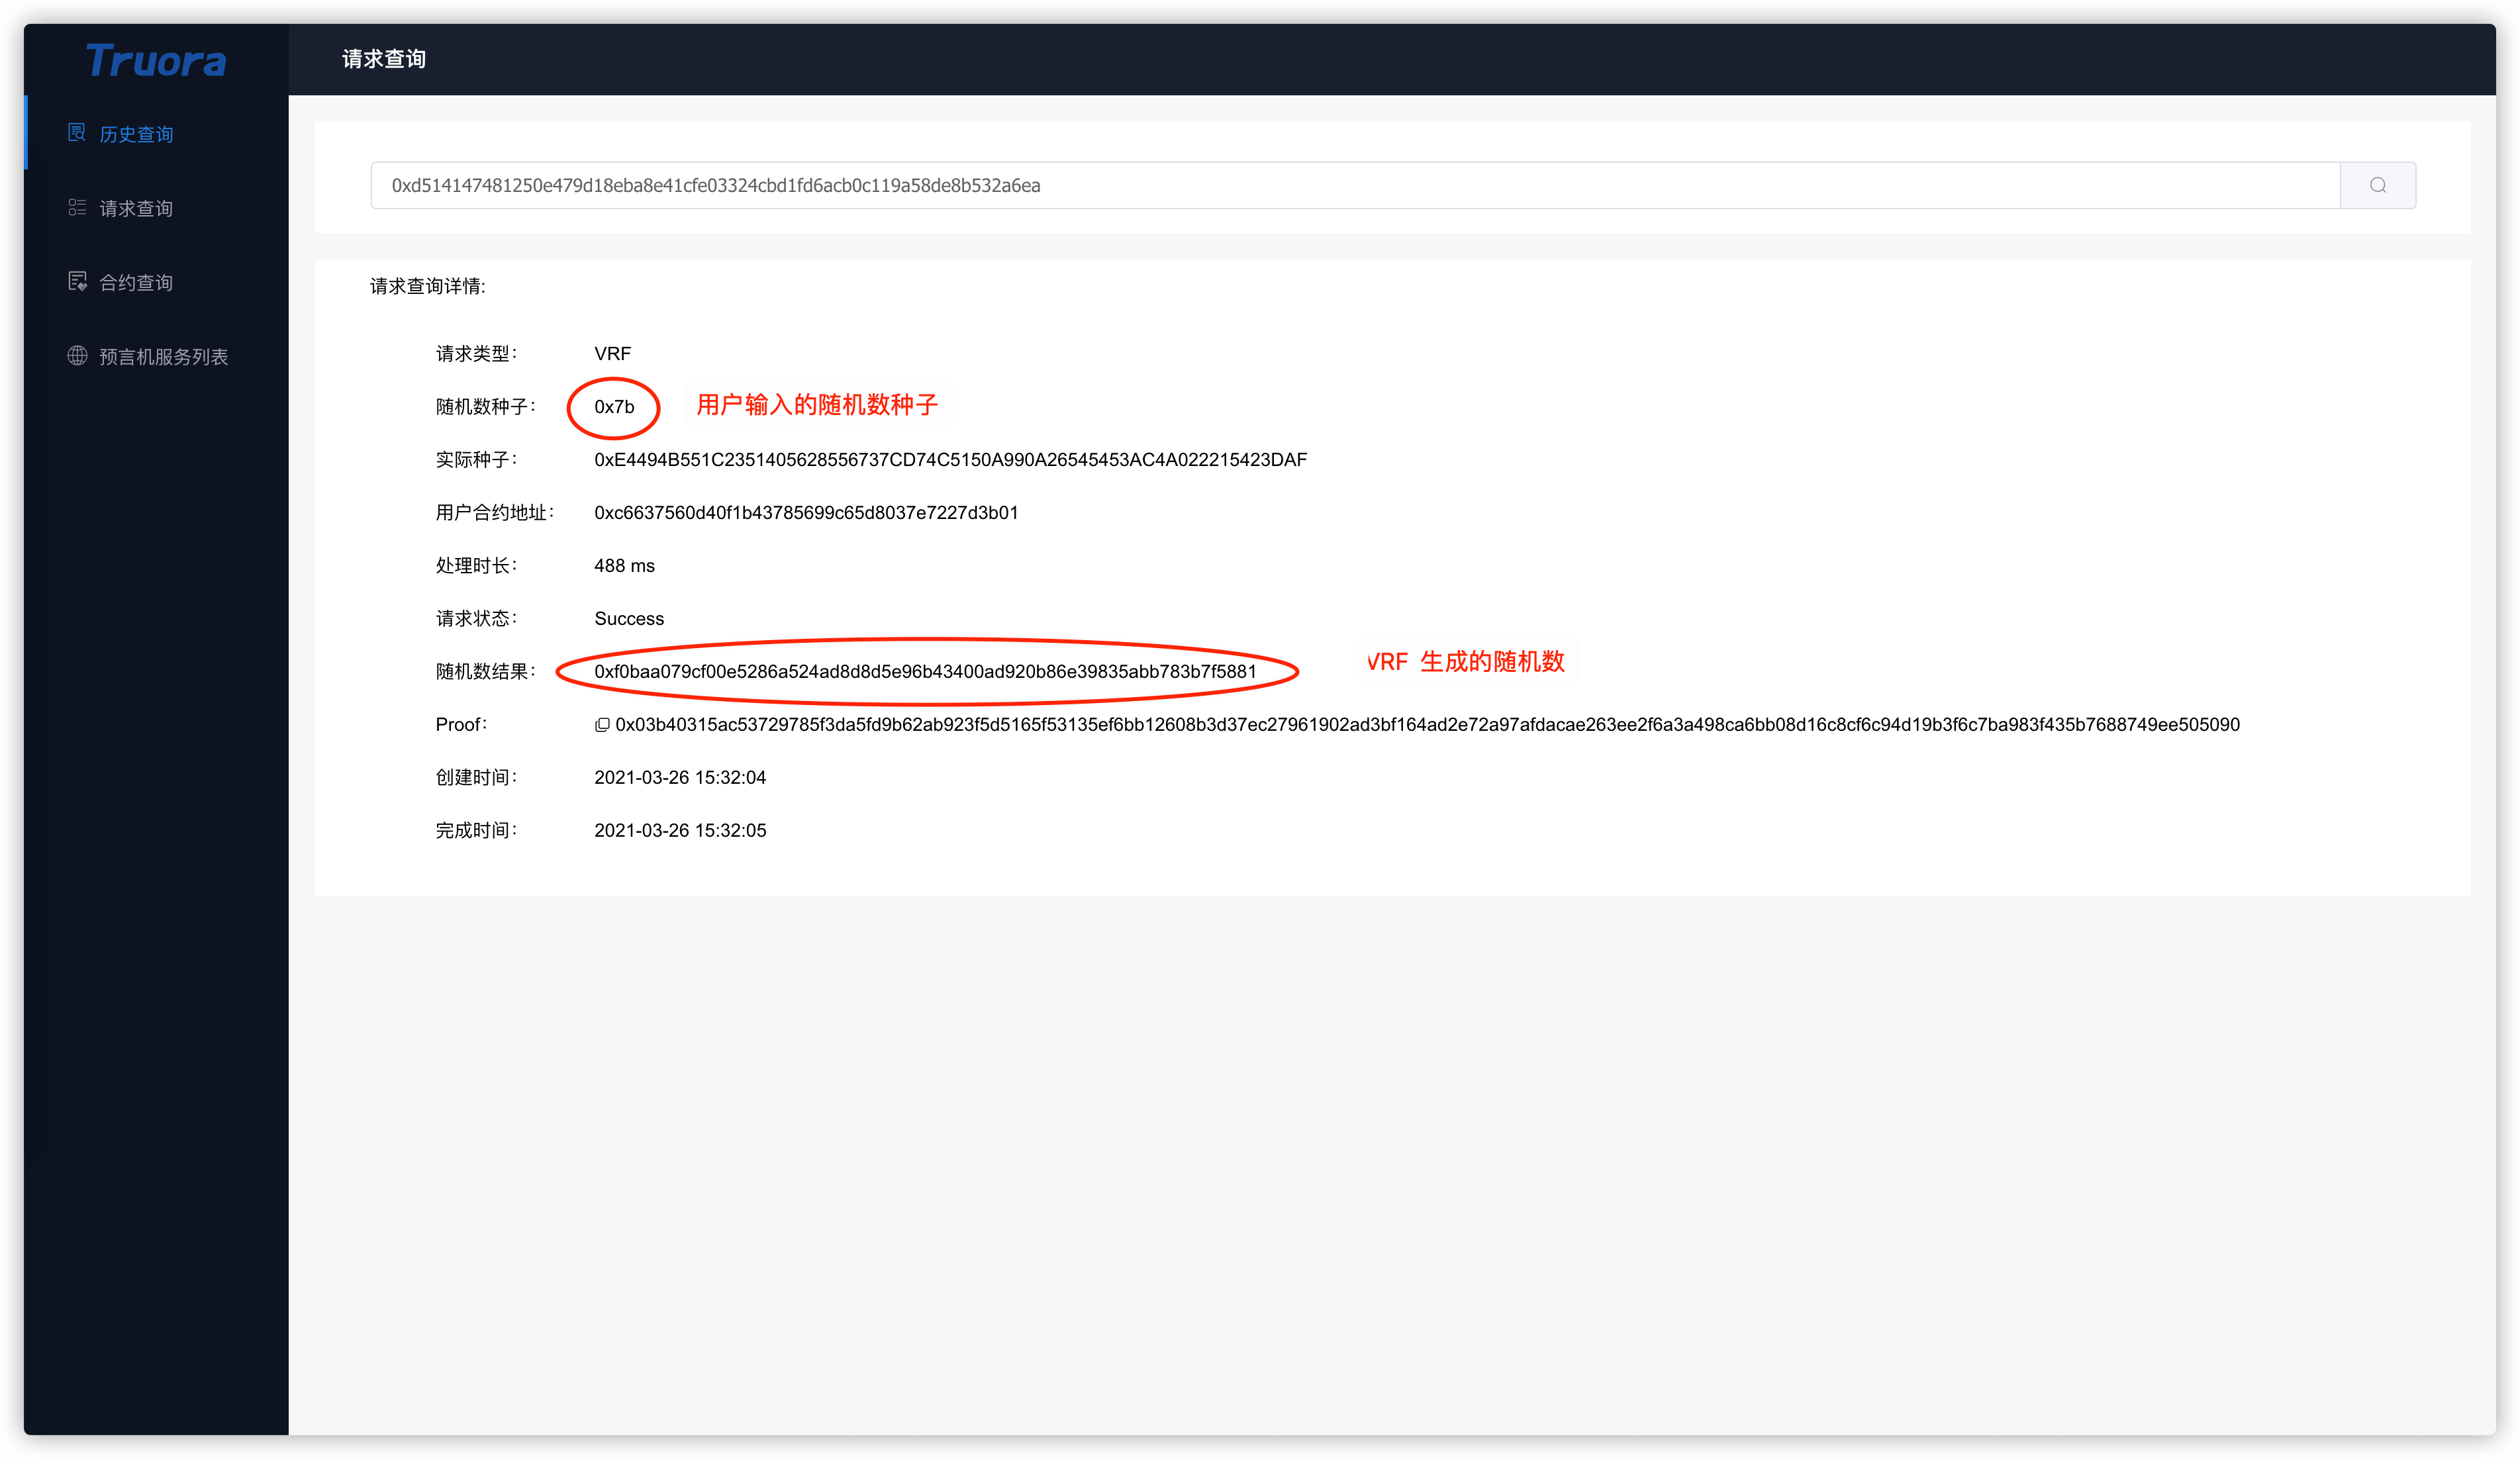 Truora
请求查询
历史查询
请求查询
合约查询
预言机服务列表
0xd514147481250e479d18eba8e41cfe03324cbd1fd6acb0c119a58de8b532a6ea
请求查询详情:
请求类型: VRF
随机数种子: 0x7b 用户输入的随机数种子
实际种子: 0xE4494B551C2351405628556737CD74C5150A990A26545453AC4A022215423DAF
用户合约地址: 0xc6637560d40f1b43785699c65d8037e7227d3b01
处理时长: 488 ms
请求状态: Success
随机数结果: 0xf0baa079cf00e5286a524ad8d8d5e96b43400ad920b86e39835abb783b7f5881 VRF 生成的随机数
Proof: 0x03b40315ac53729785f3da5fd9b62ab923f5d5165f53135ef6bb12608b3d37ec27961902ad3bf164ad2e72a97afdacae263ee2f6a3a498ca6bb08d16c8cf6c94d19b3f6c7ba983f435b7688749ee505090
创建时间: 2021-03-26 15:32:04
完成时间: 2021-03-26 15:32:05